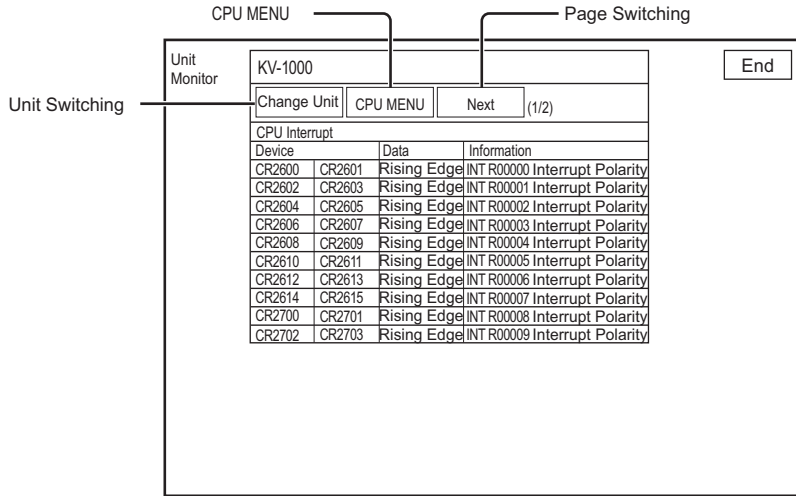 CPU MENU
Page Switching
Unit Monitor
KV-1000
End
Unit Switching
Change Unit CPU MENU Next (1/2)
CPU Interrupt
Device Data Information
CR2600 CR2601 Rising Edge INT R00000 Interrupt Polarity
CR2602 CR2603 Rising Edge INT R00001 Interrupt Polarity
CR2604 CR2605 Rising Edge INT R00002 Interrupt Polarity
CR2606 CR2607 Rising Edge INT R00003 Interrupt Polarity
CR2608 CR2609 Rising Edge INT R00004 Interrupt Polarity
CR2610 CR2611 Rising Edge INT R00005 Interrupt Polarity
CR2612 CR2613 Rising Edge INT R00006 Interrupt Polarity
CR2614 CR2615 Rising Edge INT R00007 Interrupt Polarity
CR2700 CR2701 Rising Edge INT R00008 Interrupt Polarity
CR2702 CR2703 Rising Edge INT R00009 Interrupt Polarity